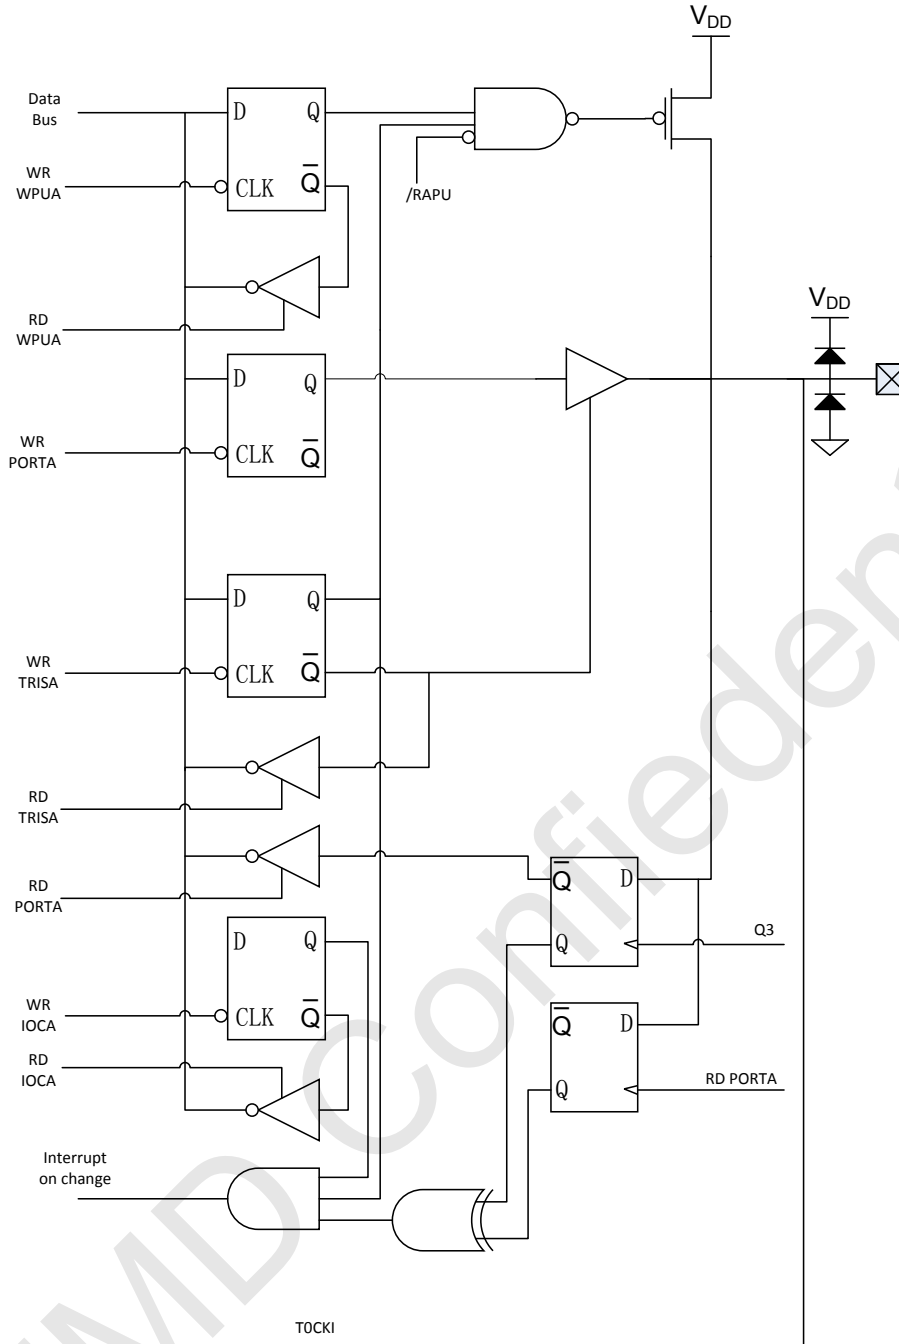 VDD
Data
Bus
D
Q
WR
WPUA
CLK
Q
/RAPU
RD
WPUA
VDD
D
Q
WR
PORTA
CLK
Q
D
Q
WR
TRISA
CLK
Q
RD
TRISA
RD
PORTA
Q
D
Q
Q3
D
Q
WR
IOCA
CLK
Q
Q
D
RD
IOCA
Q
RD PORTA
Interrupt
on change
T0CKI